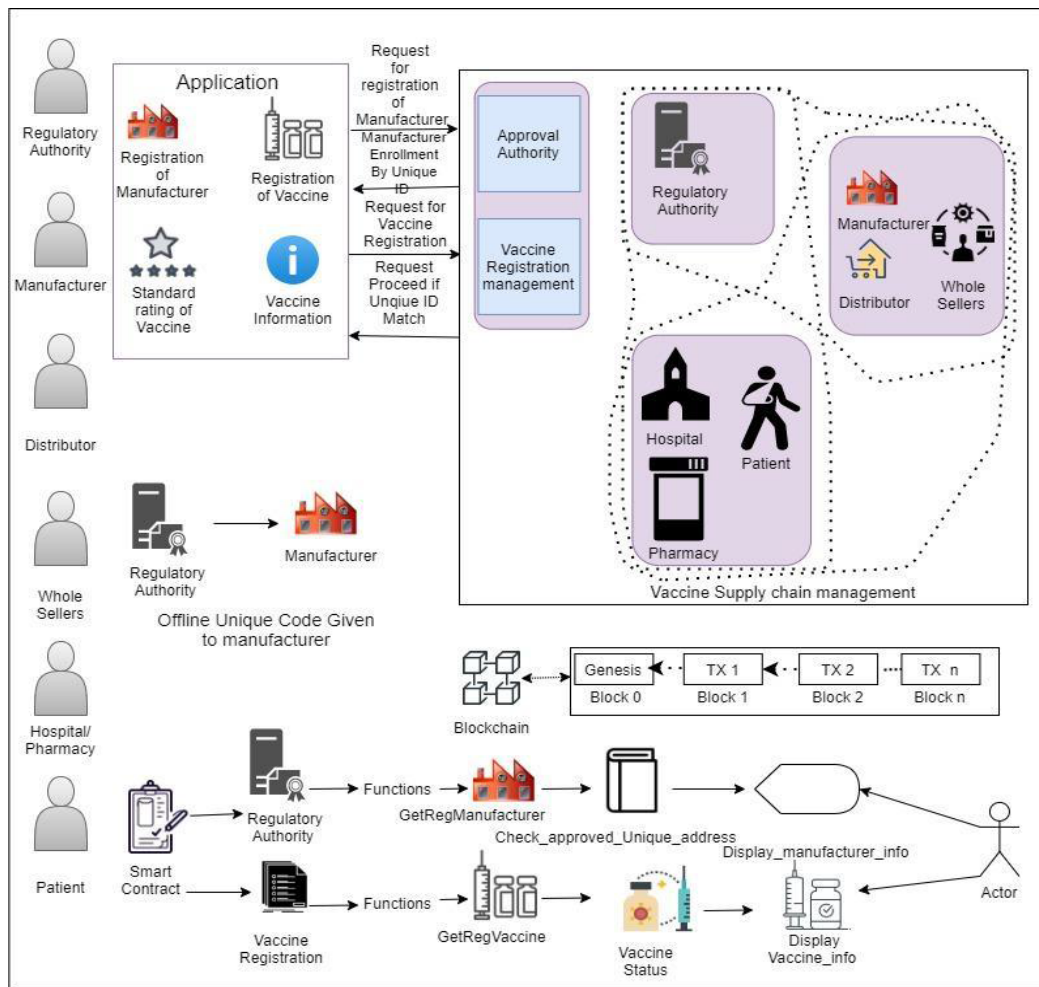 Regulatory
Authority
Manufacturer
Distributor
Whole
Sellers
Hospital/
Pharmacy
Patient
Application
Registration
of
Manufacturer
Registration
of Vaccine
Standard
rating of
Vaccine
Vaccine
Information
Request
for
registration
of
Manufacturer
Manufacturer
Enrollment
By Unique
ID
Request for
Vaccine
Registration
Request
Proceed if
Unqiue ID
Match
Approval
Authority
Vaccine
Registration
management
Regulatory
Authority
Manufacturer
Distributor
Whole
Sellers
Hospital
Patient
Pharmacy
Vaccine Supply chain management
Regulatory
Authority
Manufacturer
Offline Unique Code Given
to manufacturer
Blockchain
Genesis
TX 1
TX 2
TX n
Block 0
Block 1
Block 2
Block n
Smart
Contract
Regulatory
Authority
Functions
GetRegManufacturer
Check_approved_Unique_address
Display_manufacturer_info
Actor
Vaccine
Registration
Functions
GetRegVaccine
Vaccine
Status
Display
Vaccine_info